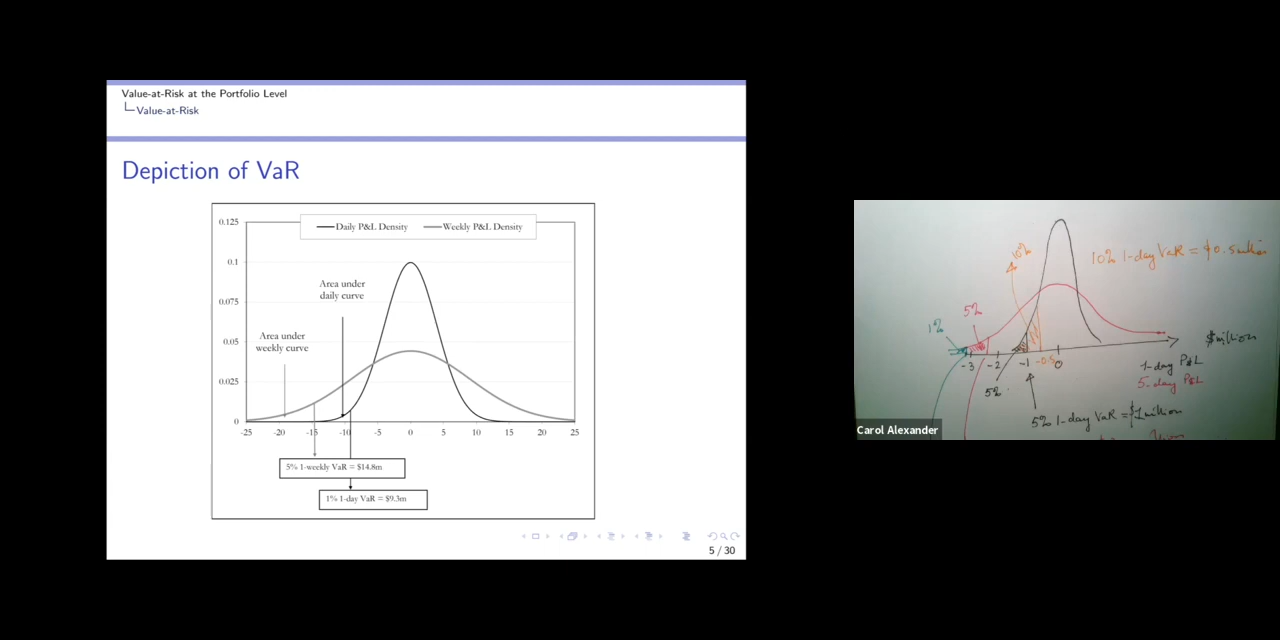 Value-at-Risk at the Portfolio Level
Value-at-Risk
Depiction of VaR
Daily P&L Density
Weekly P&L Density
0.125
0.1
0.075
0.05
0.025
0
Area under
daily curve
Area under
weekly curve
-25 -20 -15 -10 -5 0 5 10 15 20 25
5% 1-weekly VaR = $14.8m
1% 1-day VaR = $9.3m
5 / 30
10%
10% 1-day VaR = $0.5
5%
1%
-3 -2 -1 -0.5 0
$million
1-day P&L
5-day P&L
5%
5% 1-day VaR = $1million
Carol Alexander